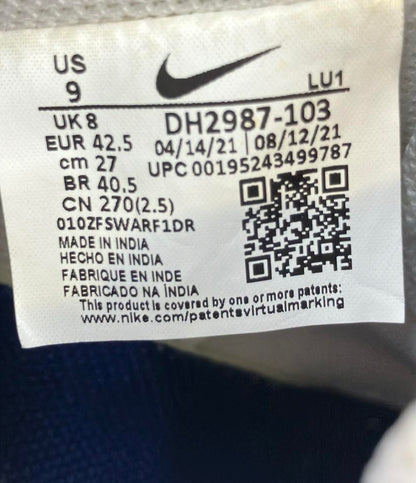 US
9
LU1
UK 8
EUR 42.5
cm 27
BR 40.5
CN 270(2.5)
010ZFSWARF1DR
DH2987-103
04/14/21 | 08/12/21
UPC 00195243499787
MADE IN INDIA
HECHO EN INDIA
FABRIQUE EN INDE
FABRICADO NA ÍNDIA
This product is covered by one or more patents:
www.nike.com/patentsvirtualmarking